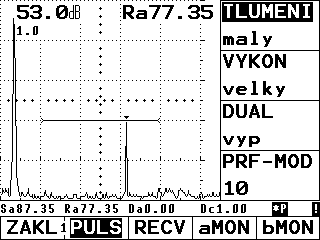 53.0dB Ra77.35
1.0
TLUMENI
maly
VYKON
velky
DUAL
vyp
PRF-MOD
10
Sa87.35 Ra77.35 Da0.00 Dc1.00 *P !
ZAKL 1 PULS RECV aMON bMON